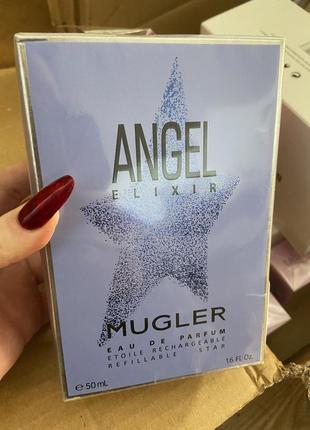 ANGEL
ELIXIR
MUGLER
EAU DE PARFUM
ETOILE RECHARGEABLE
REFILLABLE STAR
℮ 50 mL 1.6 Fl. Oz.